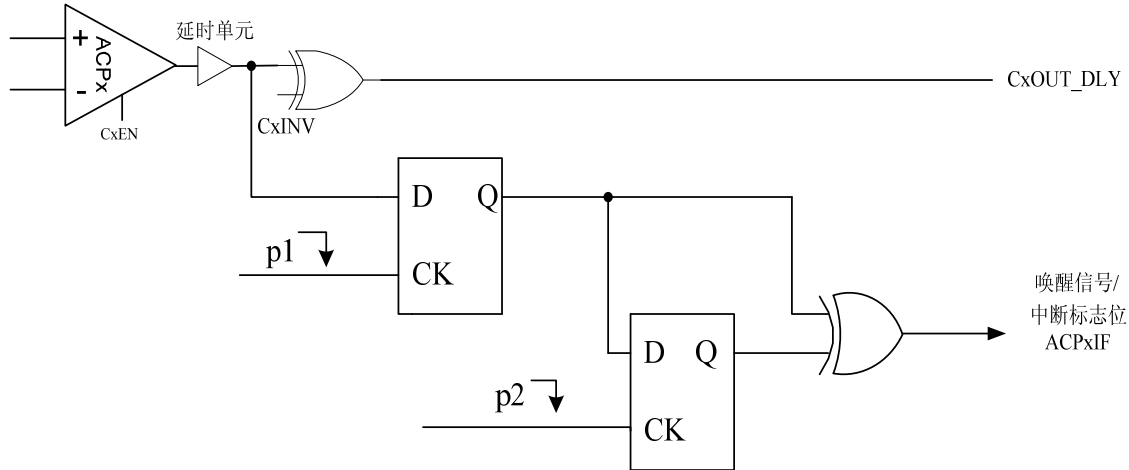 延时单元
+
ACPx
-
CxEN
CxINV
CxOUT_DLY
D
Q
p1
CK
唤醒信号/
中断标志位
ACPxIF
D
Q
p2
CK